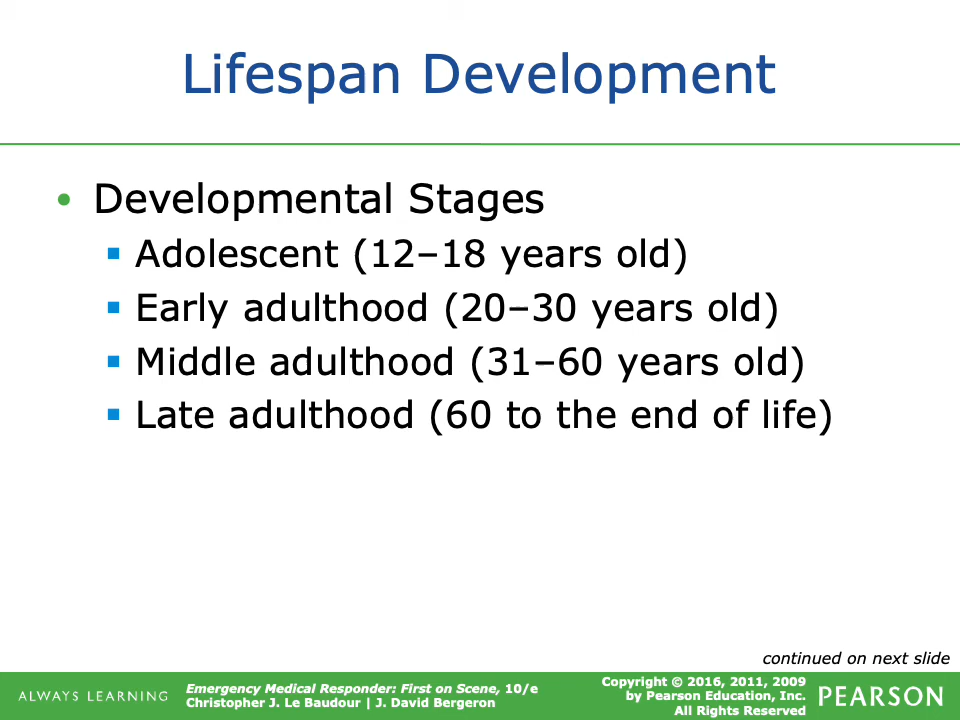 Lifespan Development
• Developmental Stages
▪ Adolescent (12–18 years old)
▪ Early adulthood (20–30 years old)
▪ Middle adulthood (31–60 years old)
▪ Late adulthood (60 to the end of life)
continued on next slide
ALWAYS LEARNING
Emergency Medical Responder: First on Scene, 10/e
Christopher J. Le Baudour | J. David Bergeron
Copyright © 2016, 2011, 2009
by Pearson Education, Inc.
All Rights Reserved
PEARSON